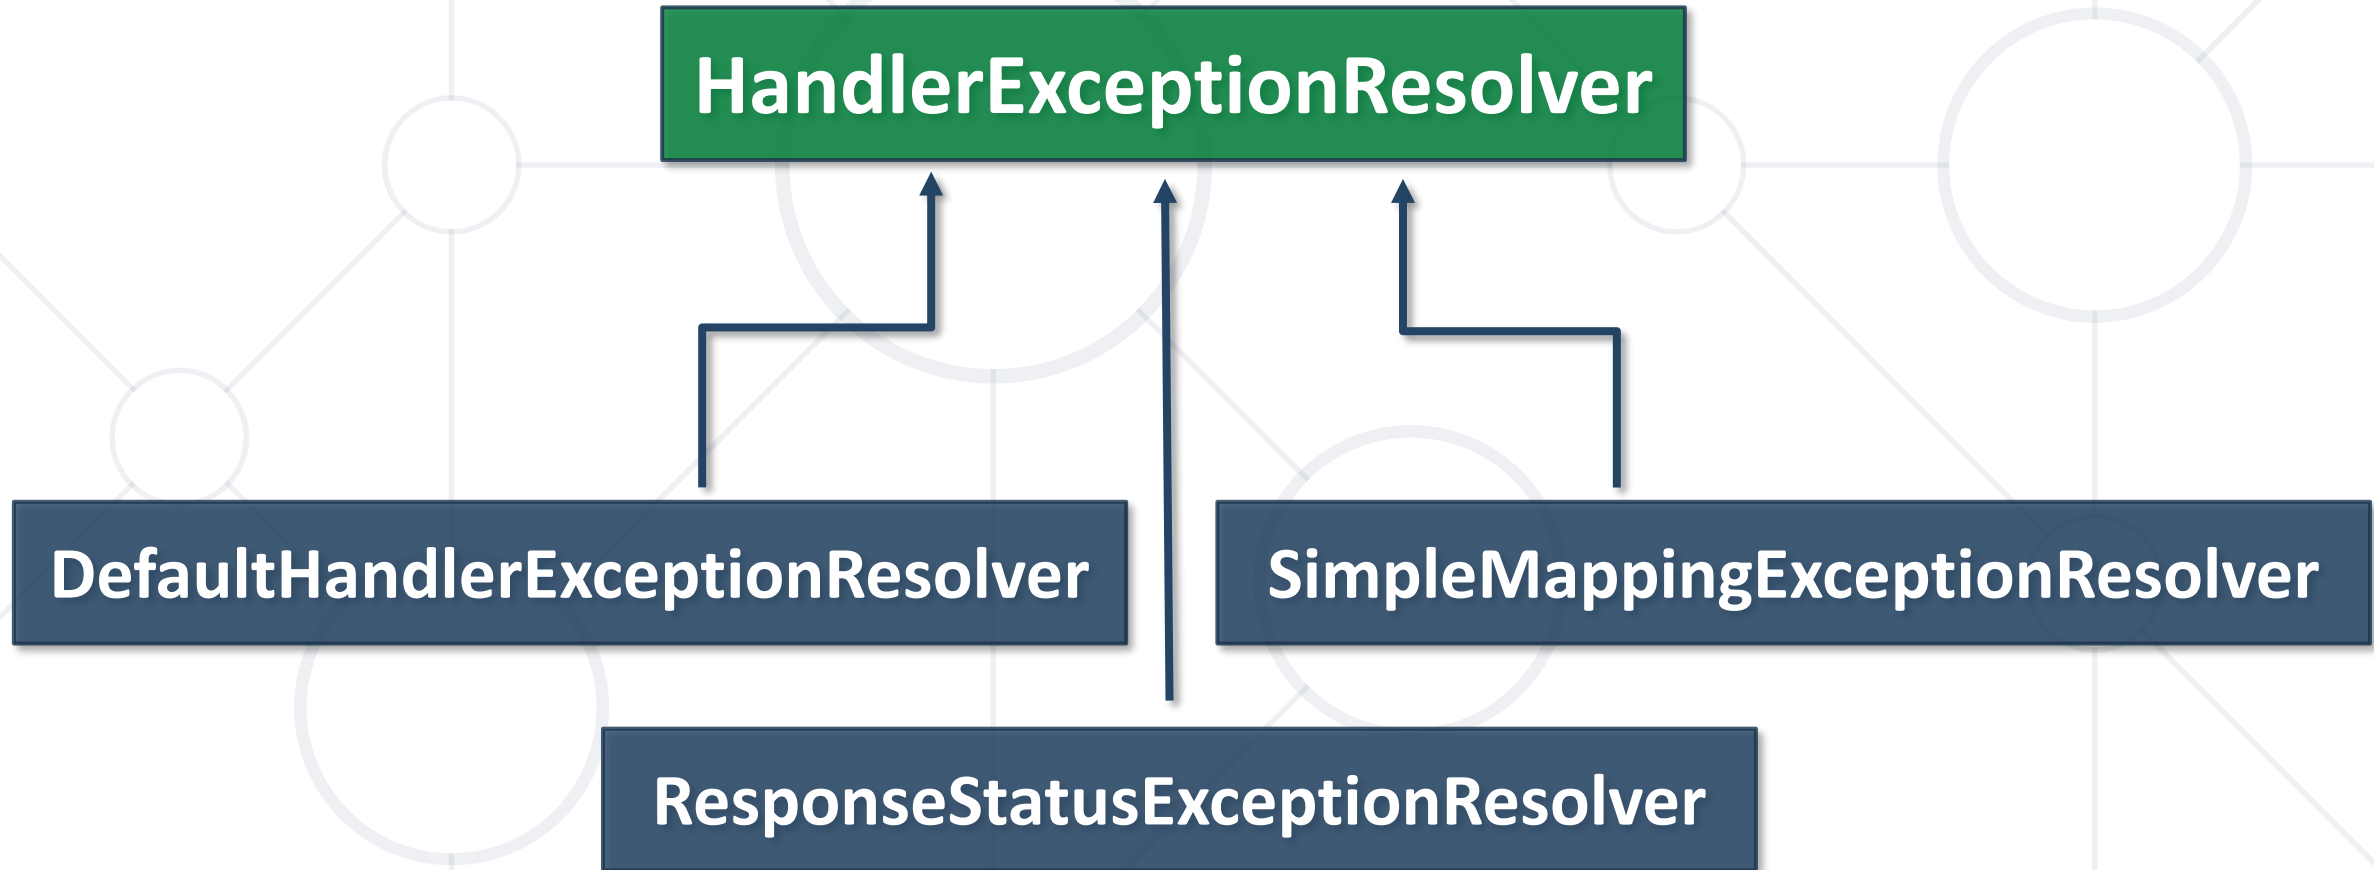 HandlerExceptionResolver
DefaultHandlerExceptionResolver
SimpleMappingExceptionResolver
ResponseStatusExceptionResolver